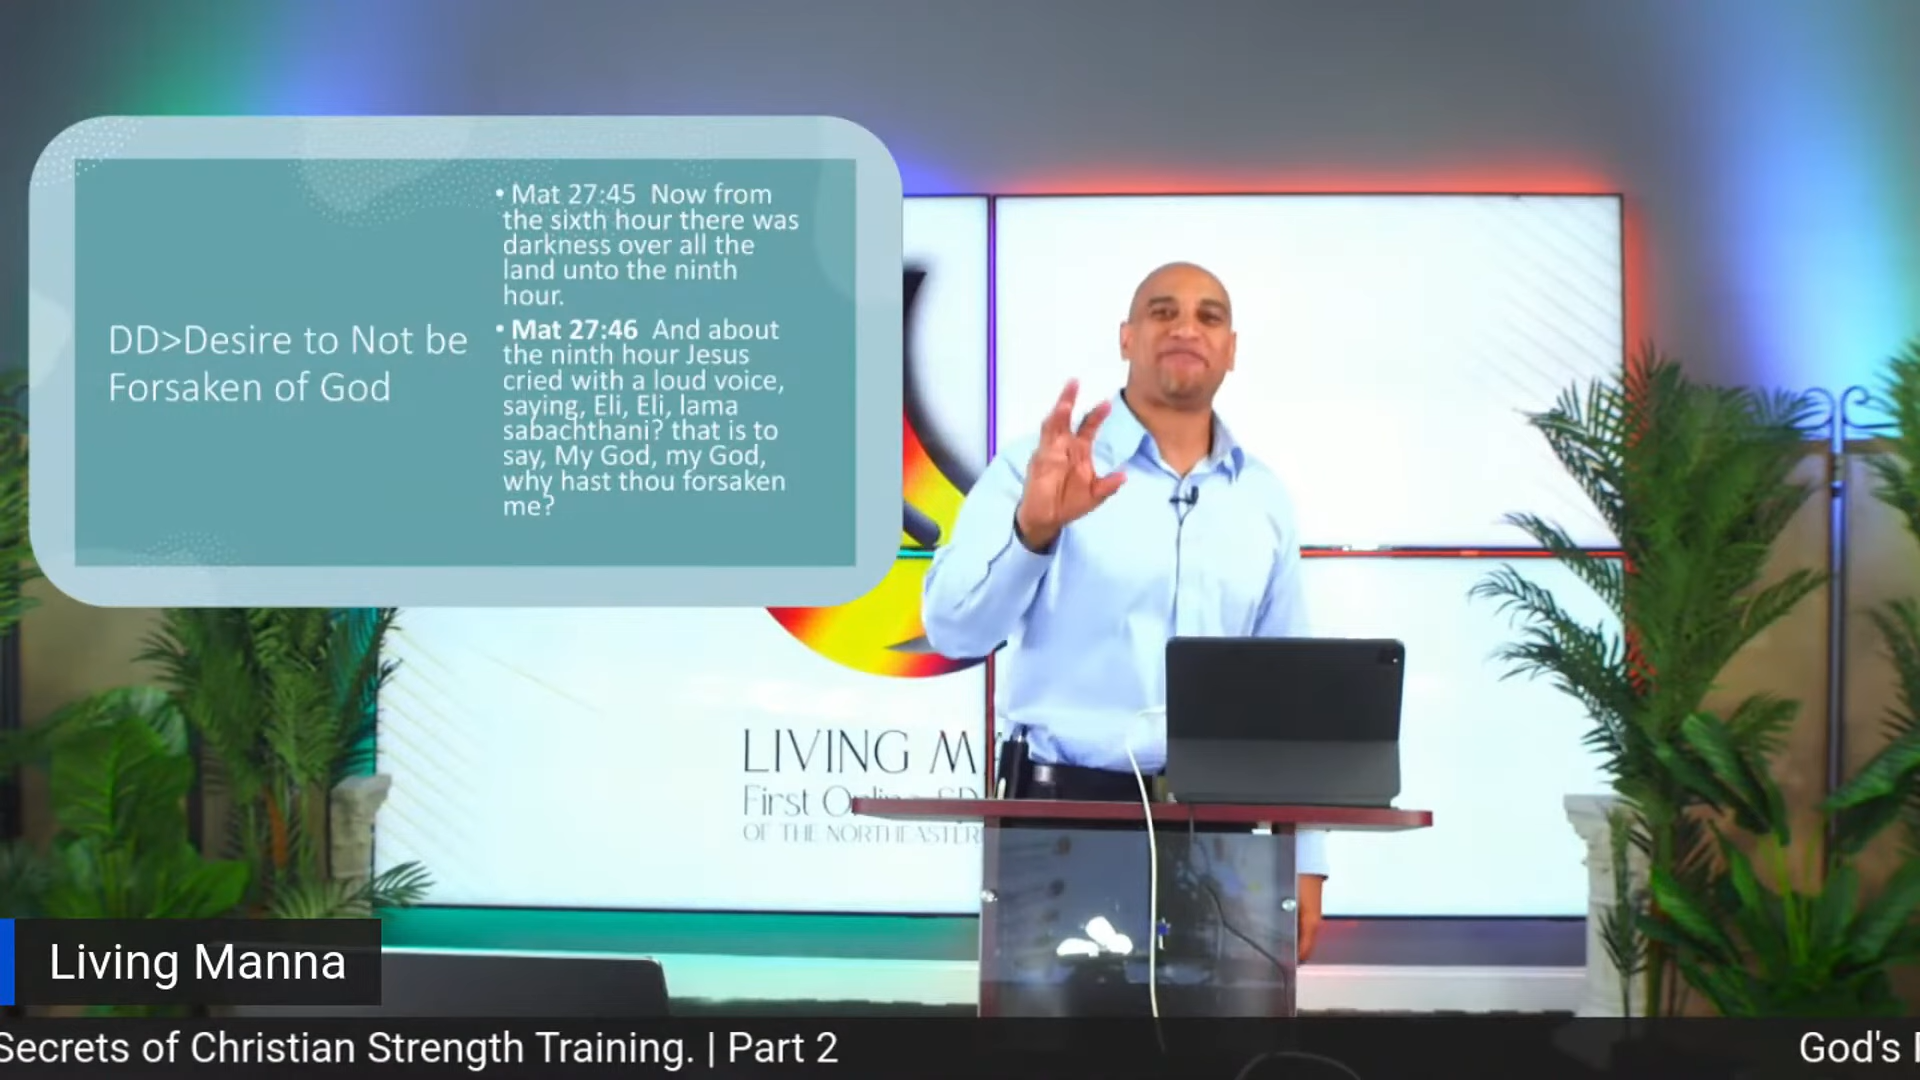 • Mat 27:45 Now from
the sixth hour there was
darkness over all the
land unto the ninth
hour.
DD>Desire to Not be
Forsaken of God
• Mat 27:46 And about
the ninth hour Jesus
cried with a loud voice,
saying, Eli, Eli, lama
sabachthani? that is to
say, My God, my God,
why hast thou forsaken
me?
LIVING
First
OF THE
Living Manna
Secrets of Christian Strength Training. | Part 2
God's